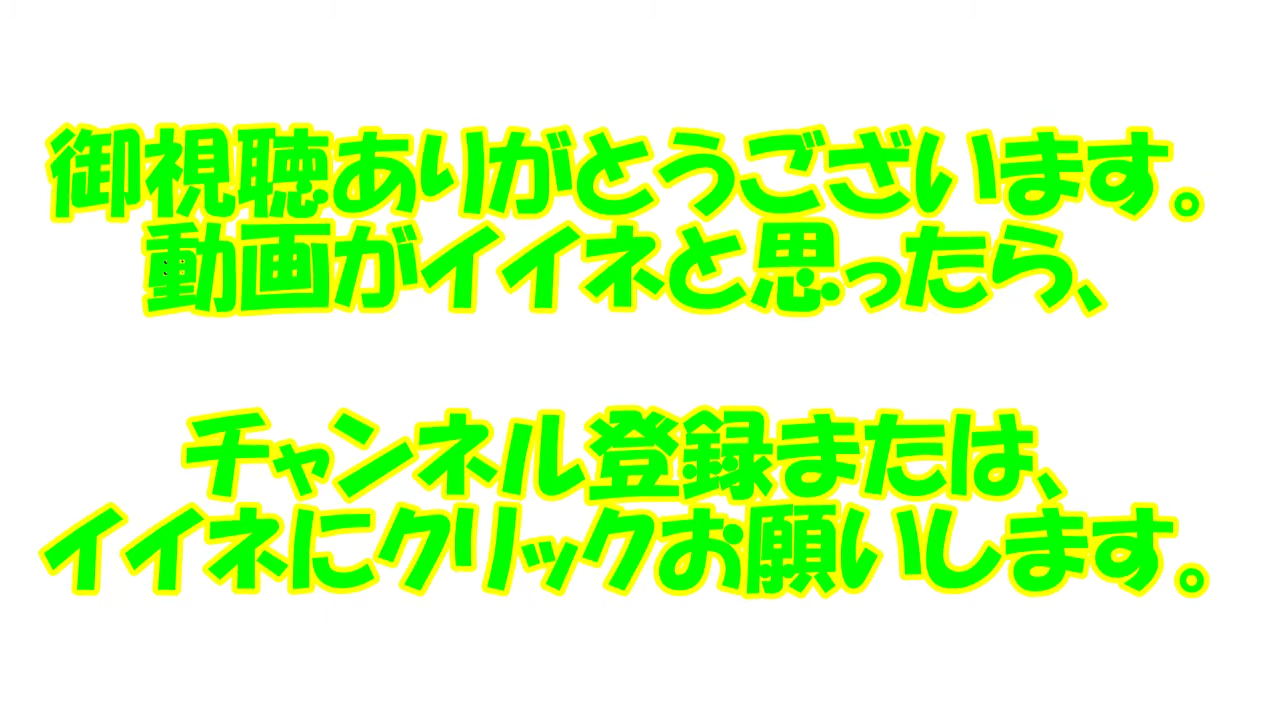 御視聴ありがとうございます。
動画がイイネと思ったら、
チャンネル登録または、
イイネにクリックお願いします。